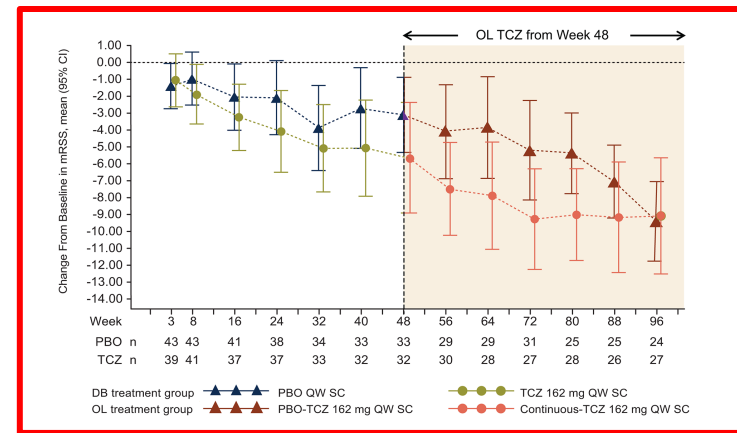 OL TCZ from Week 48
Change From Baseline in mRSS, mean (95% CI)
1.00
0.00
-1.00
-2.00
-3.00
-4.00
-5.00
-6.00
-7.00
-8.00
-9.00
-10.00
-11.00
-12.00
-13.00
-14.00
Week 3 8 16 24 32 40 48 56 64 72 80 88 96
PBO n 43 43 41 38 34 33 33 29 29 31 25 25 24
TCZ n 39 41 37 37 33 32 32 30 28 27 28 26 27
DB treatment group PBO QW SC TCZ 162 mg QW SC
OL treatment group PBO-TCZ 162 mg QW SC Continuous-TCZ 162 mg QW SC